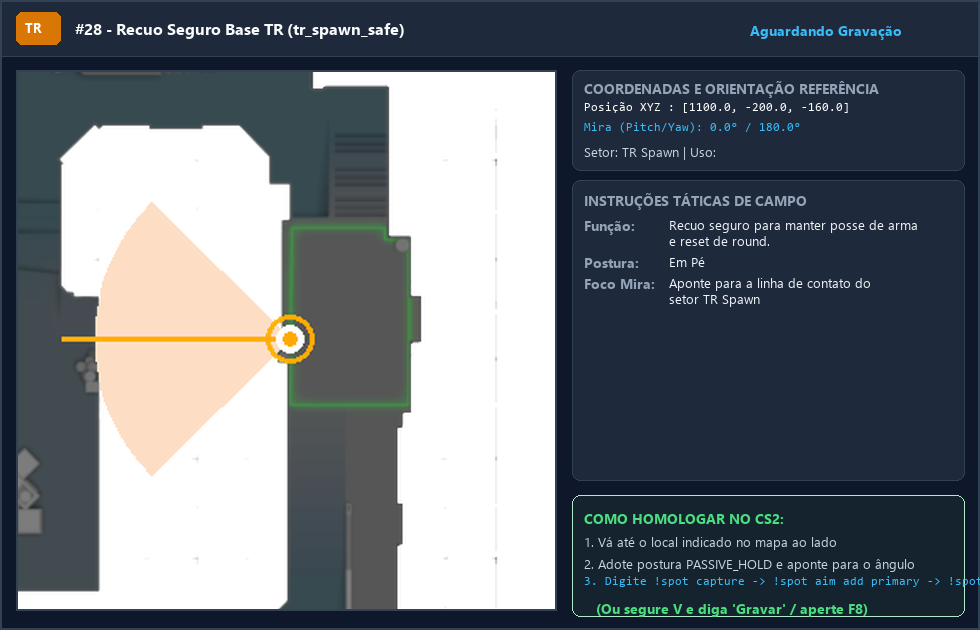 TR
#28 - Recuo Seguro Base TR (tr_spawn_safe)
Aguardando Gravação
COORDENADAS E ORIENTAÇÃO REFERÊNCIA
Posição XYZ : [1100.0, -200.0, -160.0]
Mira (Pitch/Yaw): 0.0° / 180.0°
Setor: TR Spawn | Uso:
INSTRUÇÕES TÁTICAS DE CAMPO
Função: Recuo seguro para manter posse de arma
e reset de round.
Postura: Em Pé
Foco Mira: Aponte para a linha de contato do
setor TR Spawn
COMO HOMOLOGAR NO CS2:
1. Vá até o local indicado no mapa ao lado
2. Adote postura PASSIVE_HOLD e aponte para o ângulo
3. Digite !spot capture -> !spot aim add primary -> !spot
(Ou segure V e diga 'Gravar' / aperte F8)